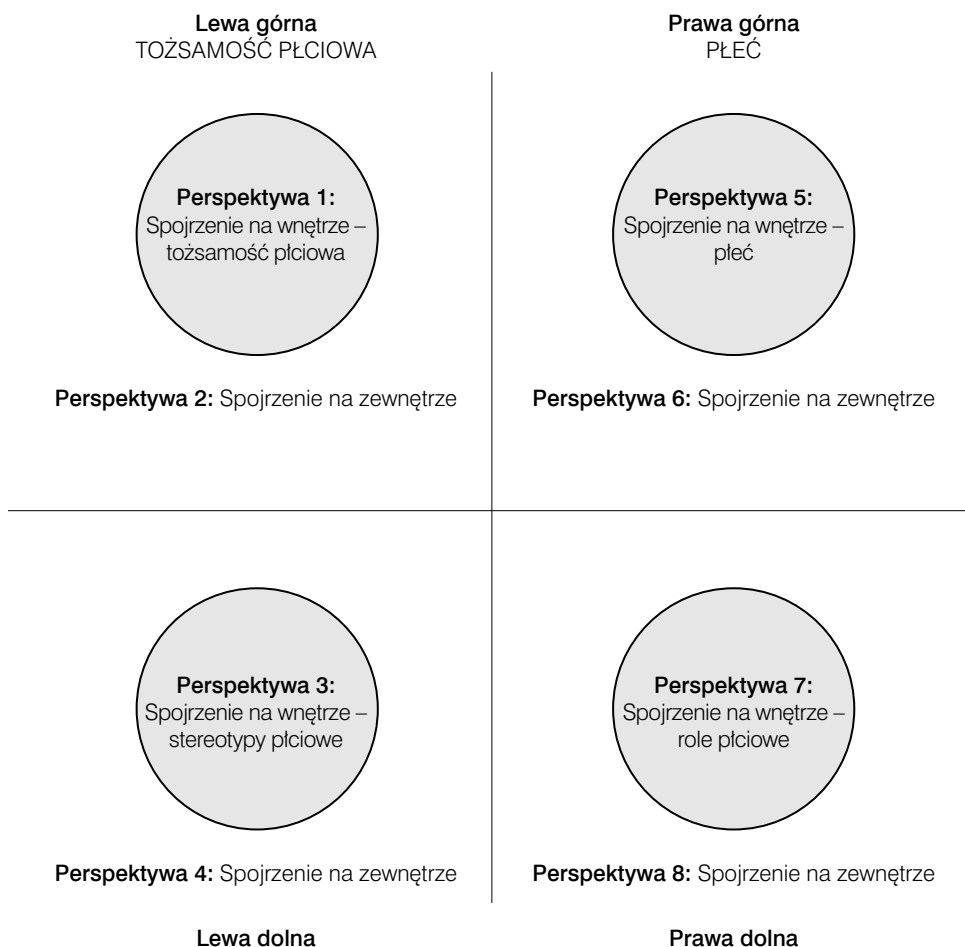 Lewa górna
TOŻSAMOŚĆ PŁCIOWA
Prawa górna
PŁEĆ
Perspektywa 1:
Spojrzenie na wnętrze –
tożsamość płciowa
Perspektywa 5:
Spojrzenie na wnętrze –
płeć
Perspektywa 2: Spojrzenie na zewnętrze
Perspektywa 6: Spojrzenie na zewnętrze
Perspektywa 3:
Spojrzenie na wnętrze –
stereotypy płciowe
Perspektywa 7:
Spojrzenie na wnętrze –
role płciowe
Perspektywa 4: Spojrzenie na zewnętrze
Perspektywa 8: Spojrzenie na zewnętrze
Lewa dolna
Prawa dolna